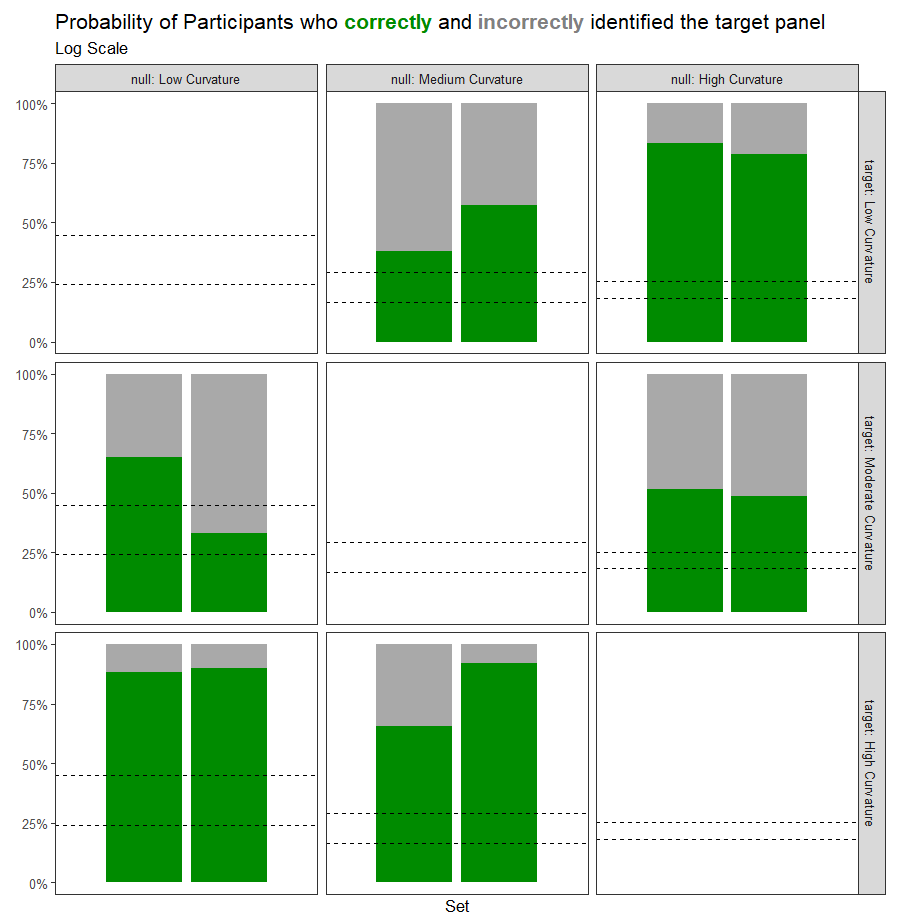 Probability of Participants who correctly and incorrectly identified the target panel
Log Scale
null: Low Curvature
null: Medium Curvature
null: High Curvature
100%
75%
50%
25%
0%
target: Low Curvature
100%
75%
50%
25%
0%
target: Moderate Curvature
100%
75%
50%
25%
0%
target: High Curvature
Set